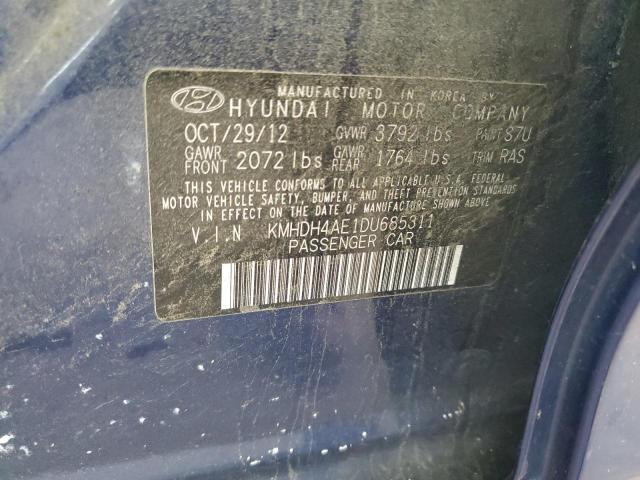 MANUFACTURED IN KOREA BY
HYUNDAI MOTOR COMPANY
OCT/29/12 GVWR 3792 lbs PAINT S7U
GAWR FRONT 2072 lbs GAWR REAR 1764 lbs TRIM RAS
THIS VEHICLE CONFORMS TO ALL APPLICABLE U.S.A. FEDERAL
MOTOR VEHICLE SAFETY, BUMPER, AND THEFT PREVENTION STANDARDS
IN EFFECT ON THE DATE OF MANUFACTURE SHOWN ABOVE.
V.I.N KMHDH4AE1DU685311
PASSENGER CAR